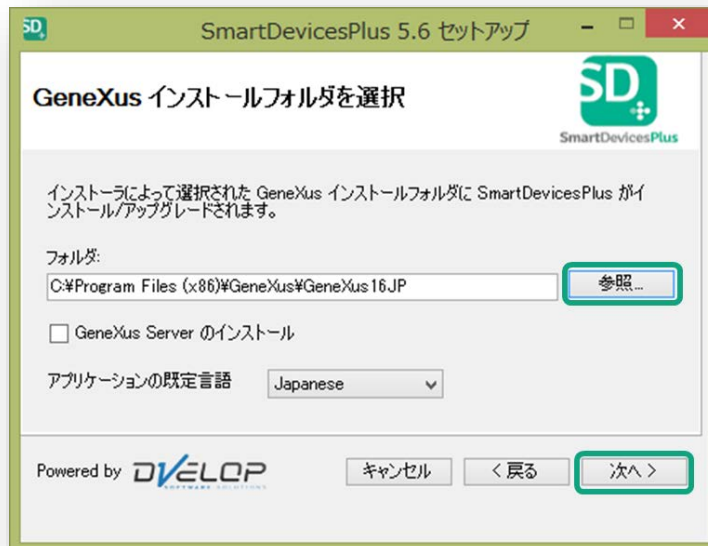 SD
SmartDevicesPlus 5.6 セットアップ
GeneXus インストールフォルダを選択
SD
SmartDevicesPlus
インストーラによって選択された GeneXus インストールフォルダに SmartDevicesPlus がイ
ンストール/アップグレードされます。
フォルダ:
C:¥Program Files (x86)¥GeneXus¥GeneXus16JP
参照...
GeneXus Server のインストール
アプリケーションの既定言語 Japanese
Powered by DVELOP
SOFTWARE SOLUTIONS
キャンセル < 戻る 次へ >